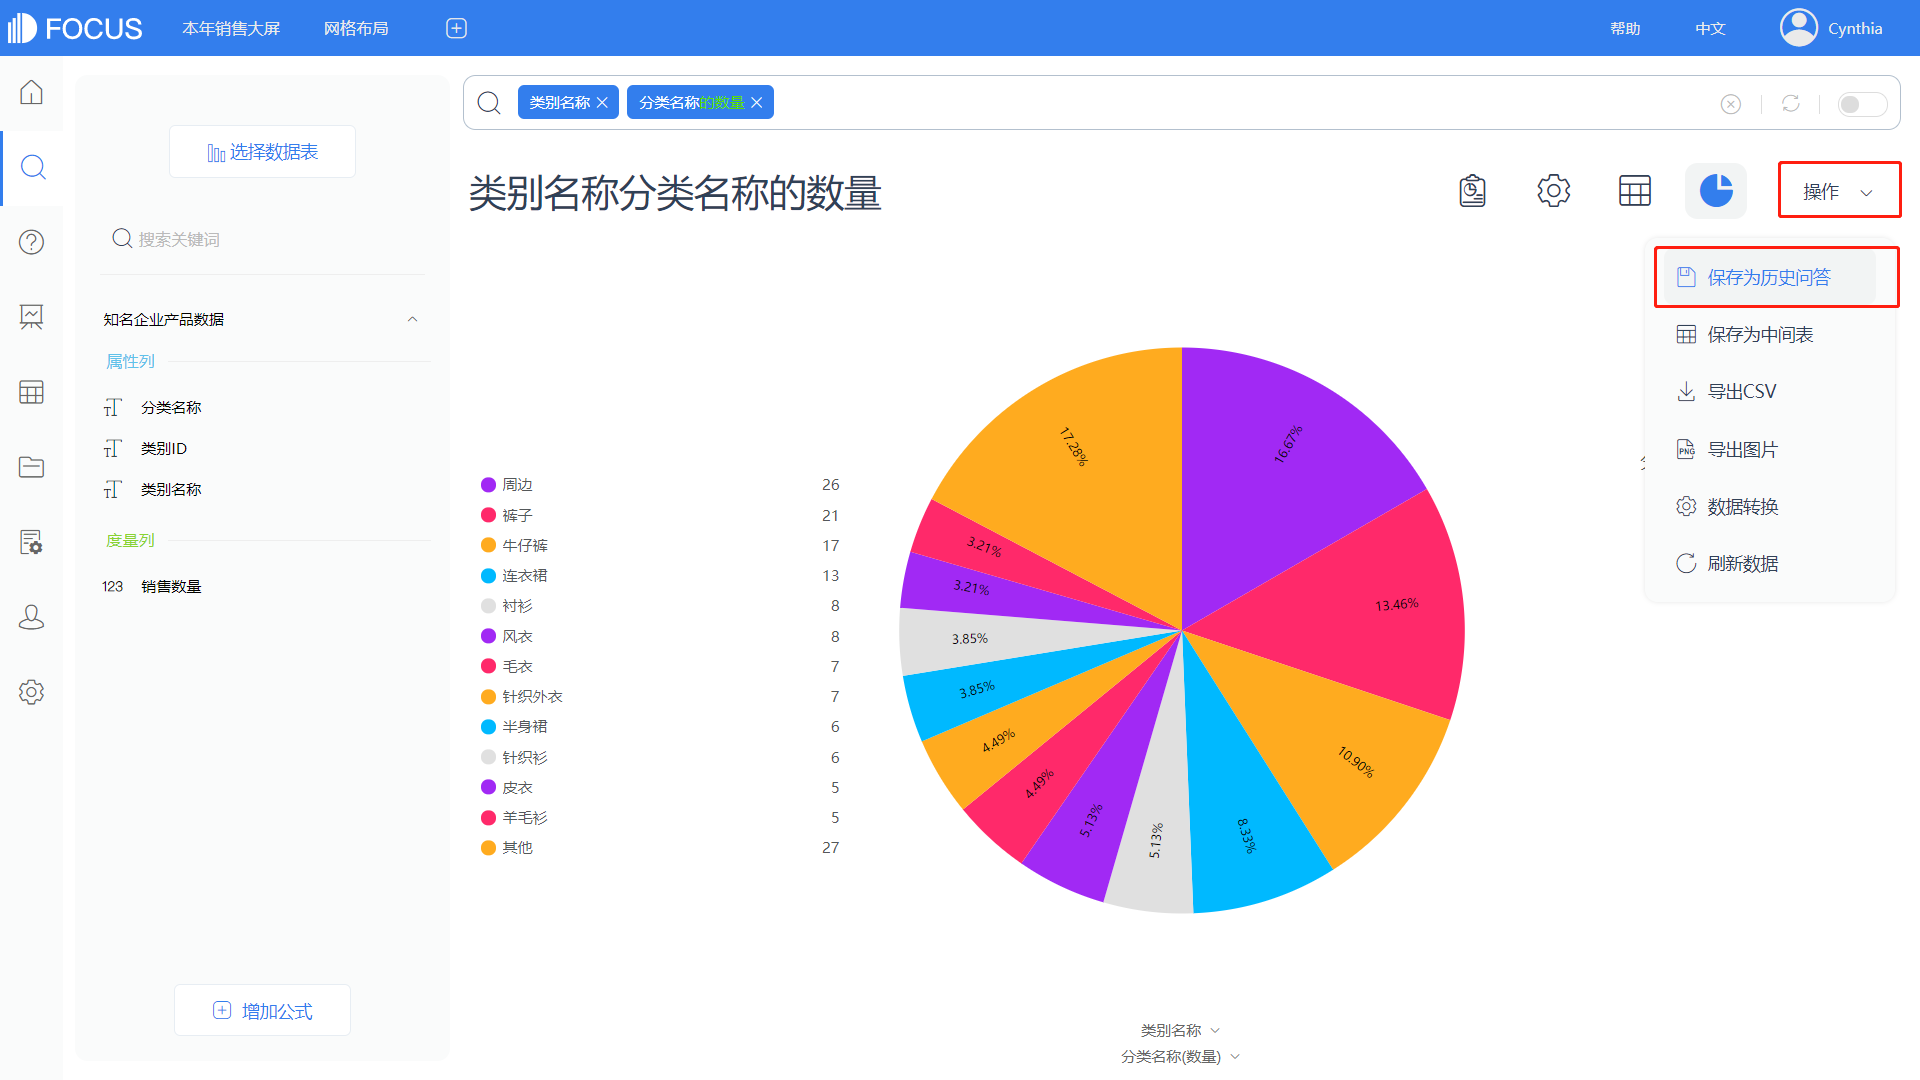 FOCUS
本年销售大屏
网格布局
帮助
中文
Cynthia
选择数据表
搜索关键词
知名企业产品数据
属性列
分类名称
类别ID
类别名称
度量列
123 销售数量
增加公式
类别名称
分类名称的数量
类别名称分类名称的数量
操作
保存为历史问答
保存为中间表
导出CSV
PNG 导出图片
数据转换
刷新数据
周边 26
裤子 21
牛仔裤 17
连衣裙 13
衬衫 8
风衣 8
毛衣 7
针织外衣 7
半身裙 6
针织衫 6
皮衣 5
羊毛衫 5
其他 27
16.67%
13.46%
10.90%
8.33%
5.13%
5.13%
4.49%
4.49%
3.85%
3.85%
3.21%
3.21%
17.28%
类别名称
分类名称(数量)